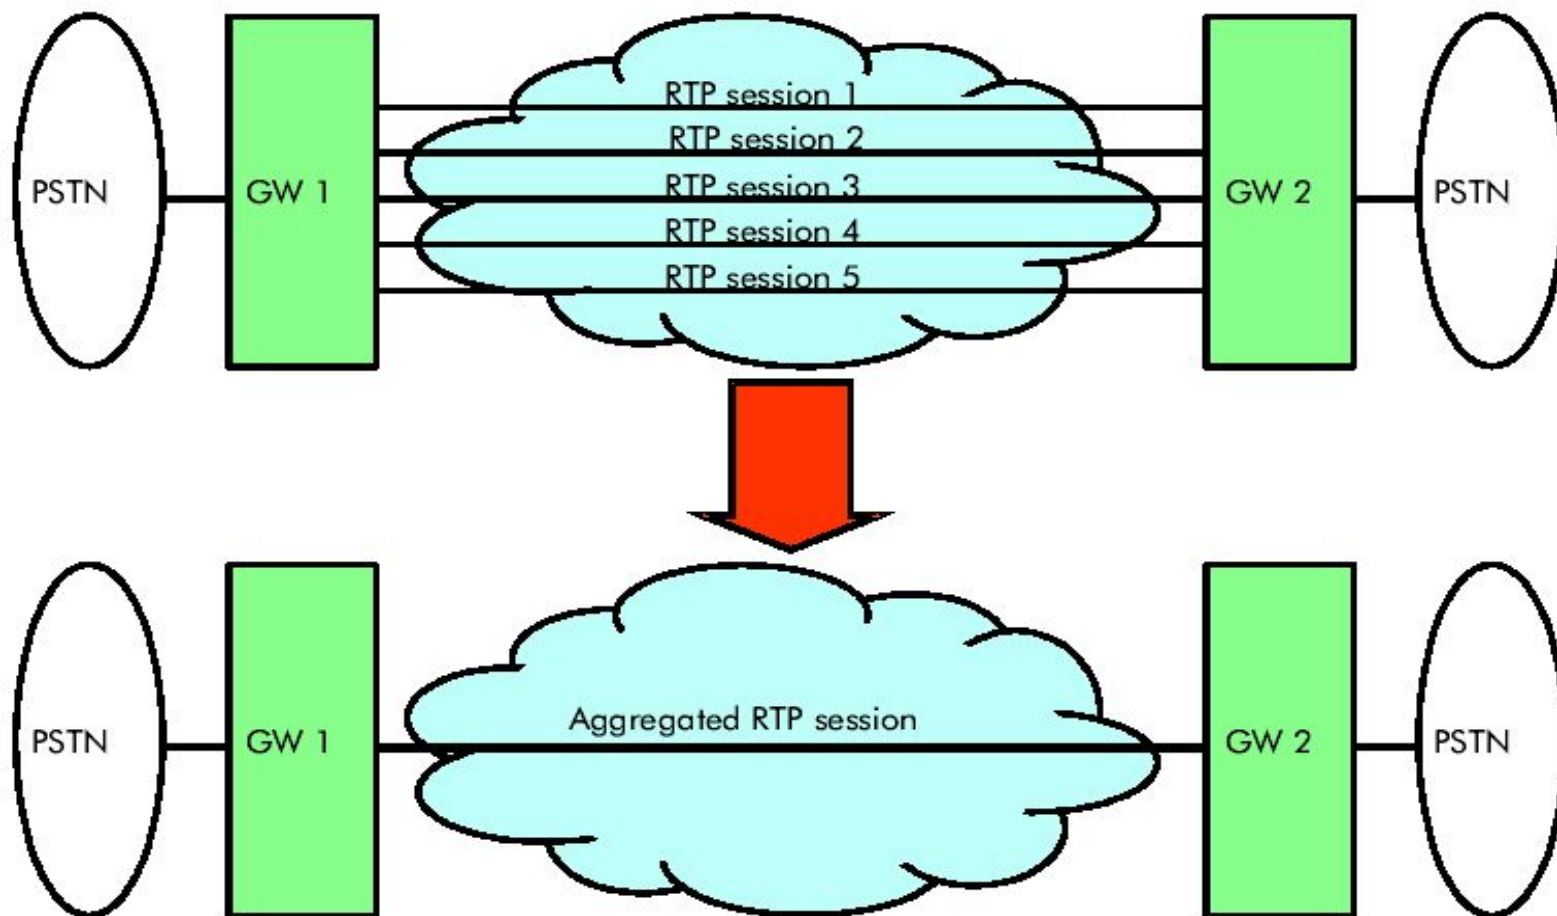 RTP session 1
RTP session 2
PSTN
GW 1
RTP session 3
GW 2
PSTN
RTP session 4
RTP session 5
PSTN
GW 1
Aggregated RTP session
GW 2
PSTN